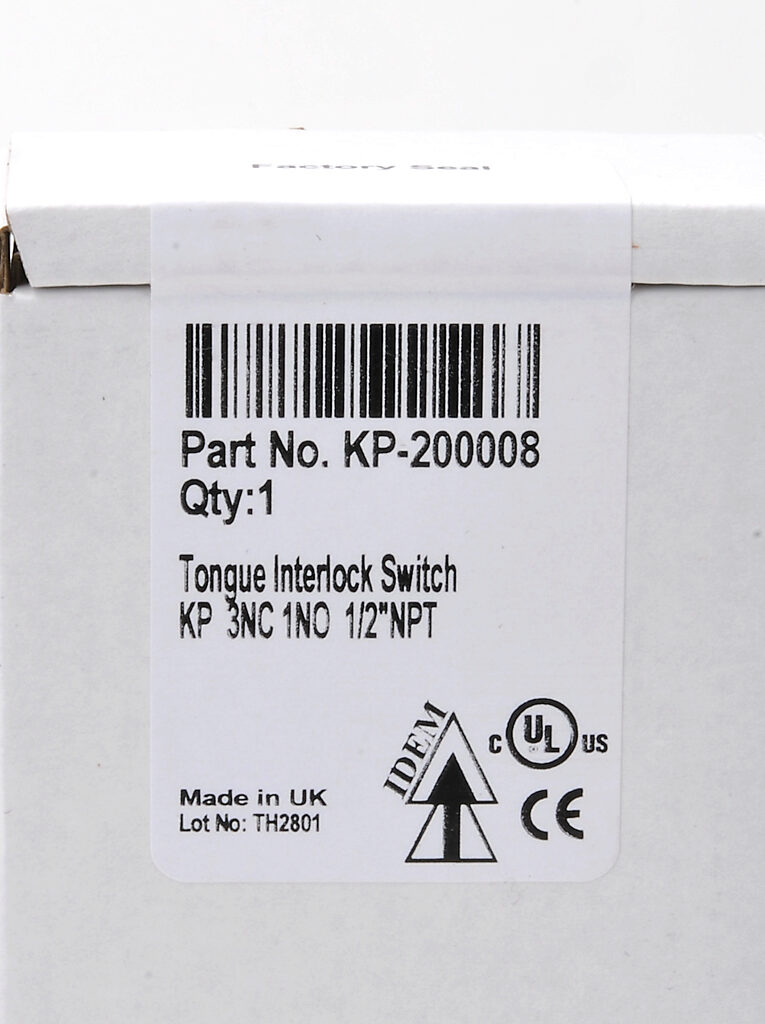 Factory Seal
Part No. KP-200008
Qty:1
Tongue Interlock Switch
KP 3NC 1NO 1/2"NPT
IDEM
C UL US
CE
Made in UK
Lot No: TH2801